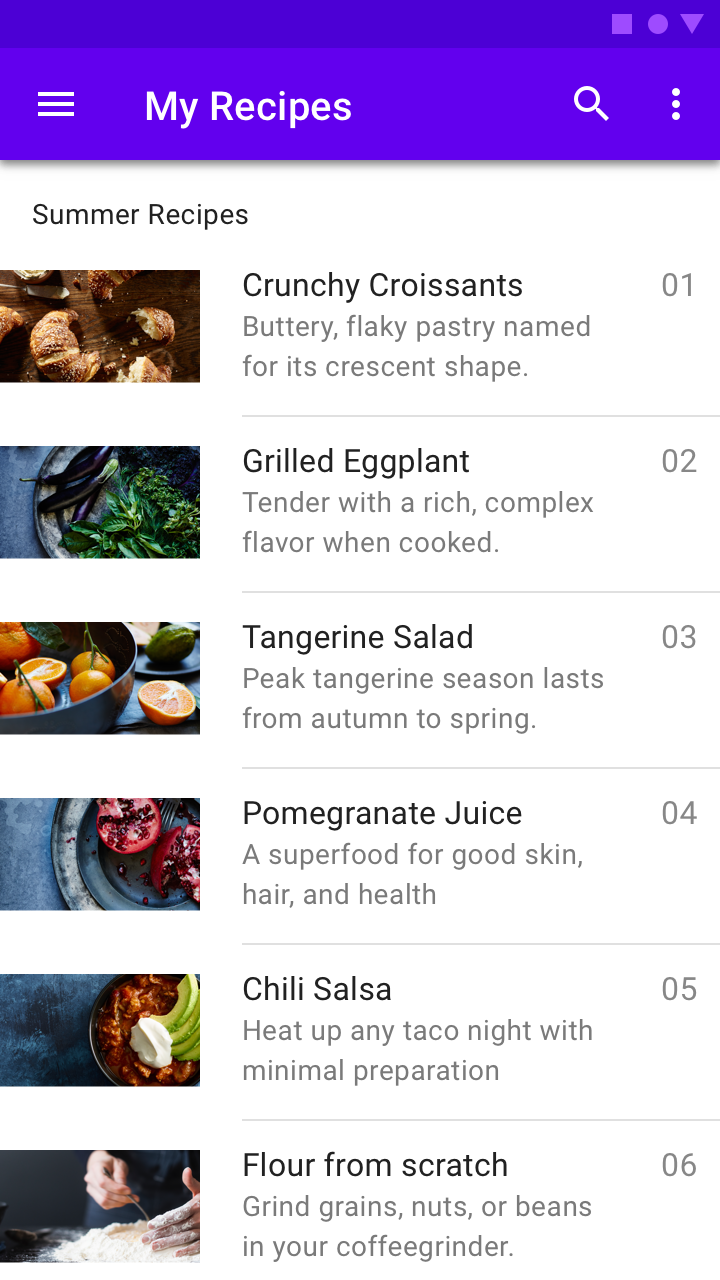 My Recipes
Summer Recipes
Crunchy Croissants
01
Buttery, flaky pastry named
for its crescent shape.
Grilled Eggplant
02
Tender with a rich, complex
flavor when cooked.
Tangerine Salad
03
Peak tangerine season lasts
from autumn to spring.
Pomegranate Juice
04
A superfood for good skin,
hair, and health
Chili Salsa
05
Heat up any taco night with
minimal preparation
Flour from scratch
06
Grind grains, nuts, or beans
in your coffeegrinder.